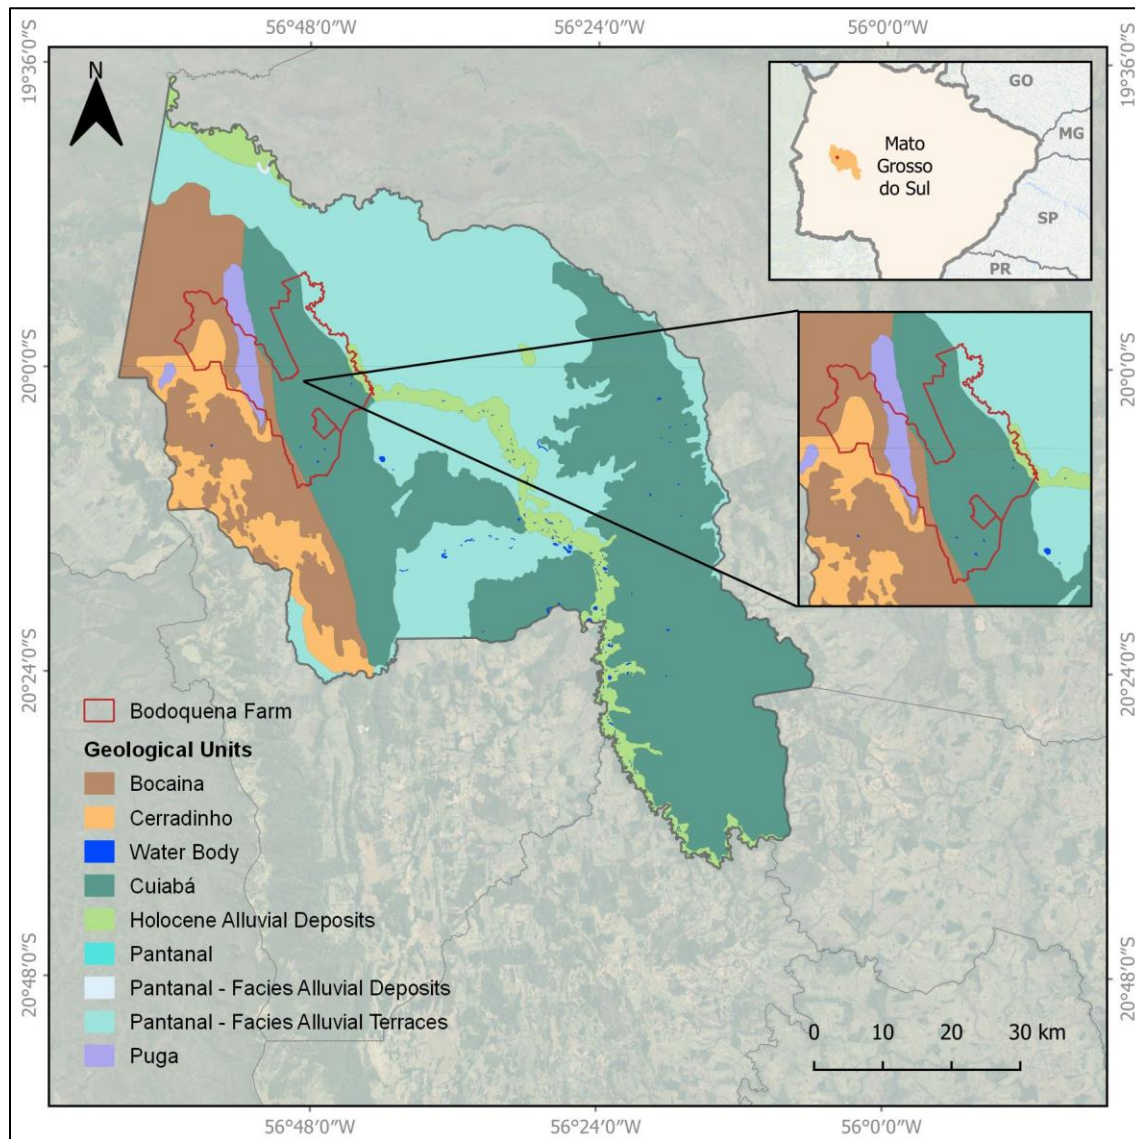 56°48'0"W 56°24'0"W 56°0'0"W
19°36'0"S
19°36'0"S
N
GO
MG
Mato
Grosso
do Sul
SP
PR
20°0'0"S
20°0'0"S
20°24'0"S
20°24'0"S
Bodoquena Farm
Geological Units
Bocaina
Cerradinho
Water Body
Cuiabá
Holocene Alluvial Deposits
Pantanal
Pantanal - Facies Alluvial Deposits
Pantanal - Facies Alluvial Terraces
Puga
20°48'0"S
20°48'0"S
0 10 20 30 km
56°48'0"W 56°24'0"W 56°0'0"W